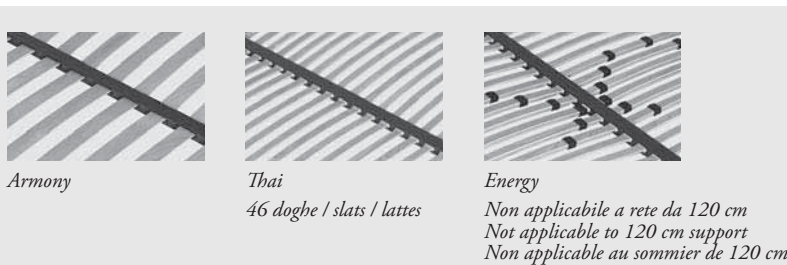 Armony
Thai
46 doghe / slats / lattes
Energy
Non applicabile a rete da 120 cm
Not applicable to 120 cm support
Non applicable au sommier de 120 cm